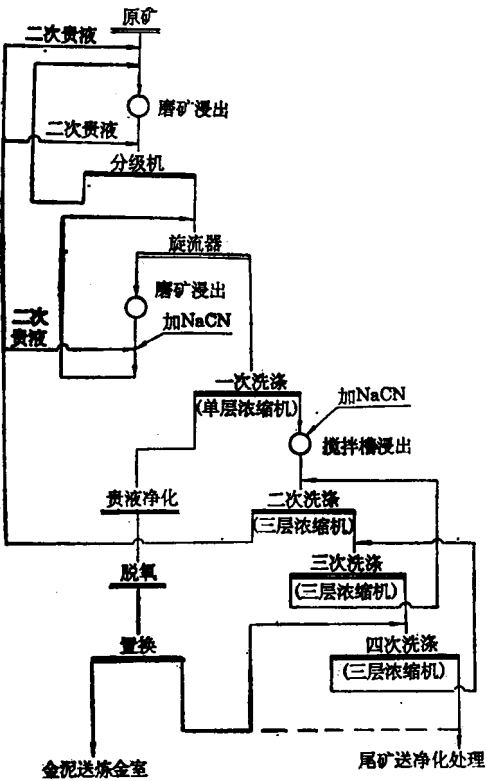 原矿
二次贵液
磨矿浸出
二次贵液
分级机
旋流器
磨矿浸出
二次
贵液
加NaCN
一次洗涤
(单层浓缩机)
加NaCN
搅拌槽浸出
贵液净化
二次洗涤
(三层浓缩机)
脱氧
三次洗涤
(三层浓缩机)
置换
四次洗涤
(三层浓缩机)
金泥送炼金室
尾矿送净化处理